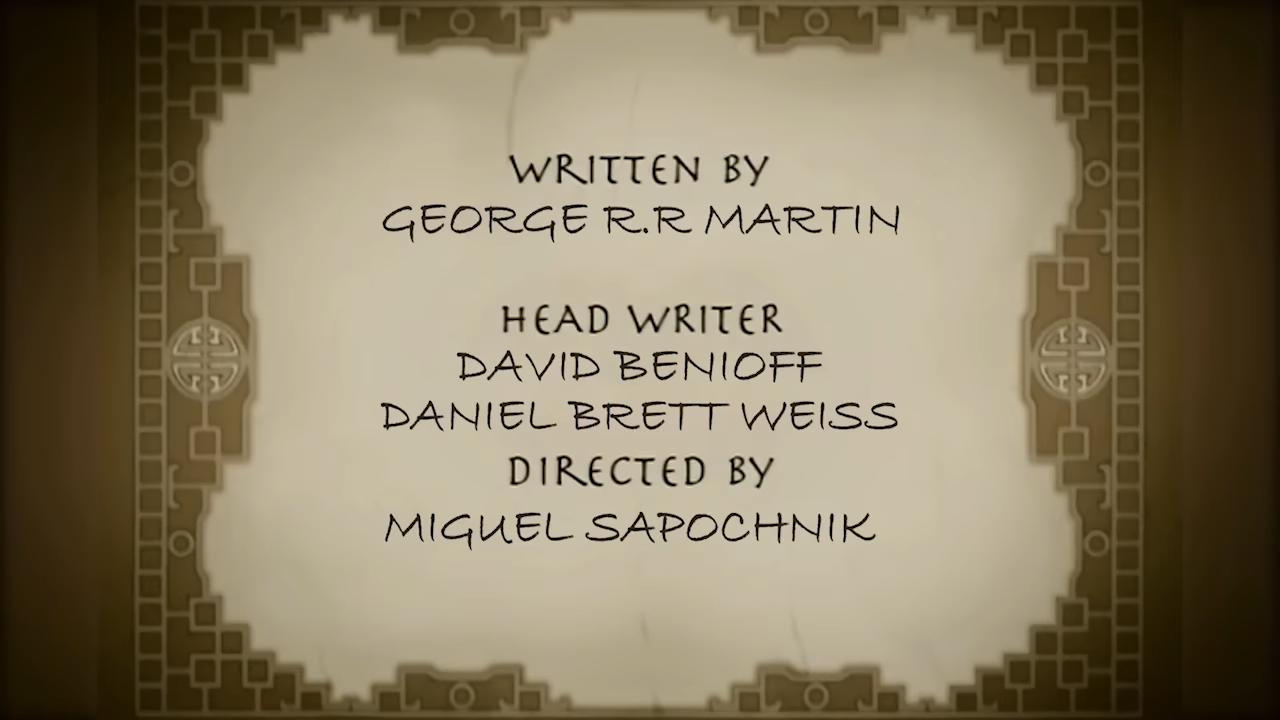 WRITTEN BY
GEORGE R.R MARTIN
HEAD WRITER
DAVID BENIOFF
DANIEL BRETT WEISS
DIRECTED BY
MIGUEL SAPOCHNIK